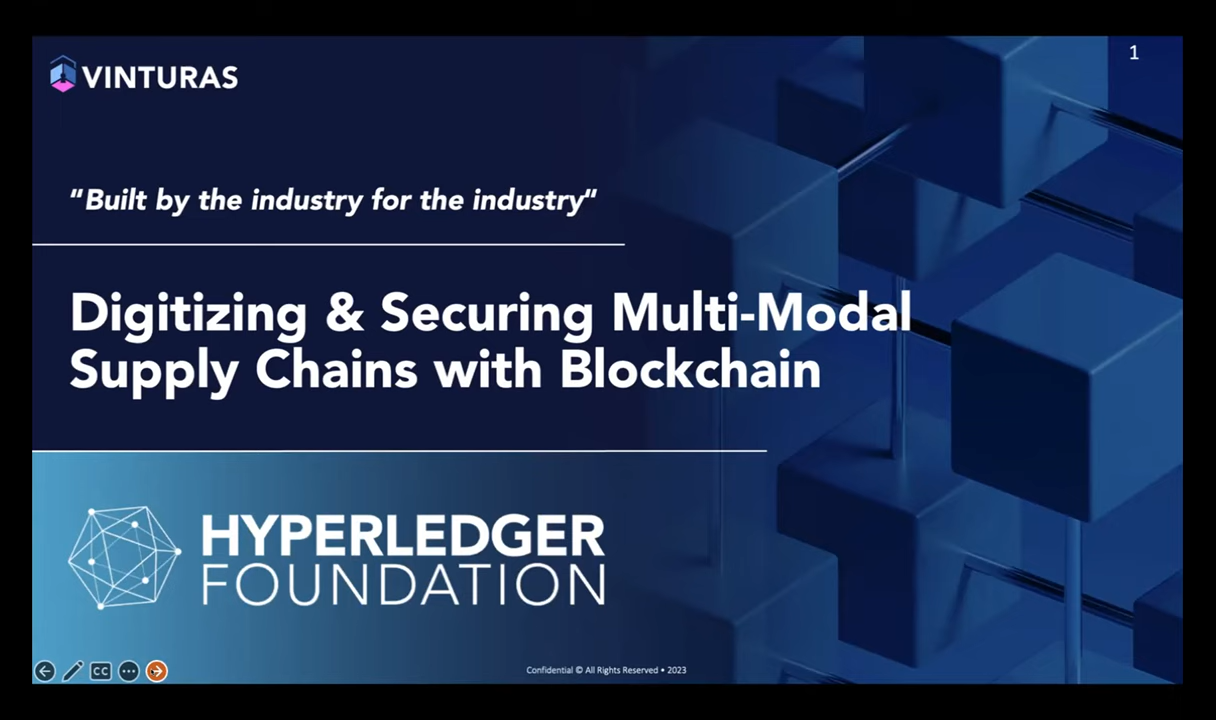 VINTURAS
1
“Built by the industry for the industry“
Digitizing & Securing Multi-Modal
Supply Chains with Blockchain
HYPERLEDGER
FOUNDATION
CC
Confidential © All Rights Reserved • 2023